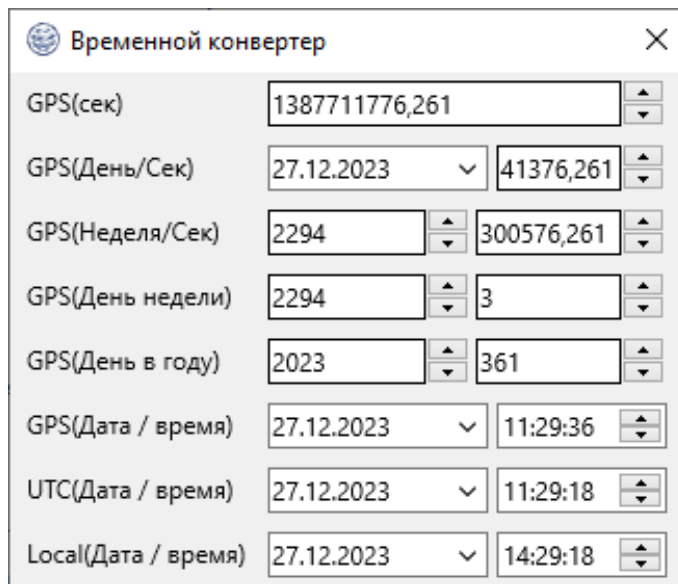 Временной конвертер
GPS(сек) 1387711776,261
GPS(День/Сек) 27.12.2023 41376,261
GPS(Неделя/Сек) 2294 300576,261
GPS(День недели) 2294 3
GPS(День в году) 2023 361
GPS(Дата / время) 27.12.2023 11:29:36
UTC(Дата / время) 27.12.2023 11:29:18
Local(Дата / время) 27.12.2023 14:29:18